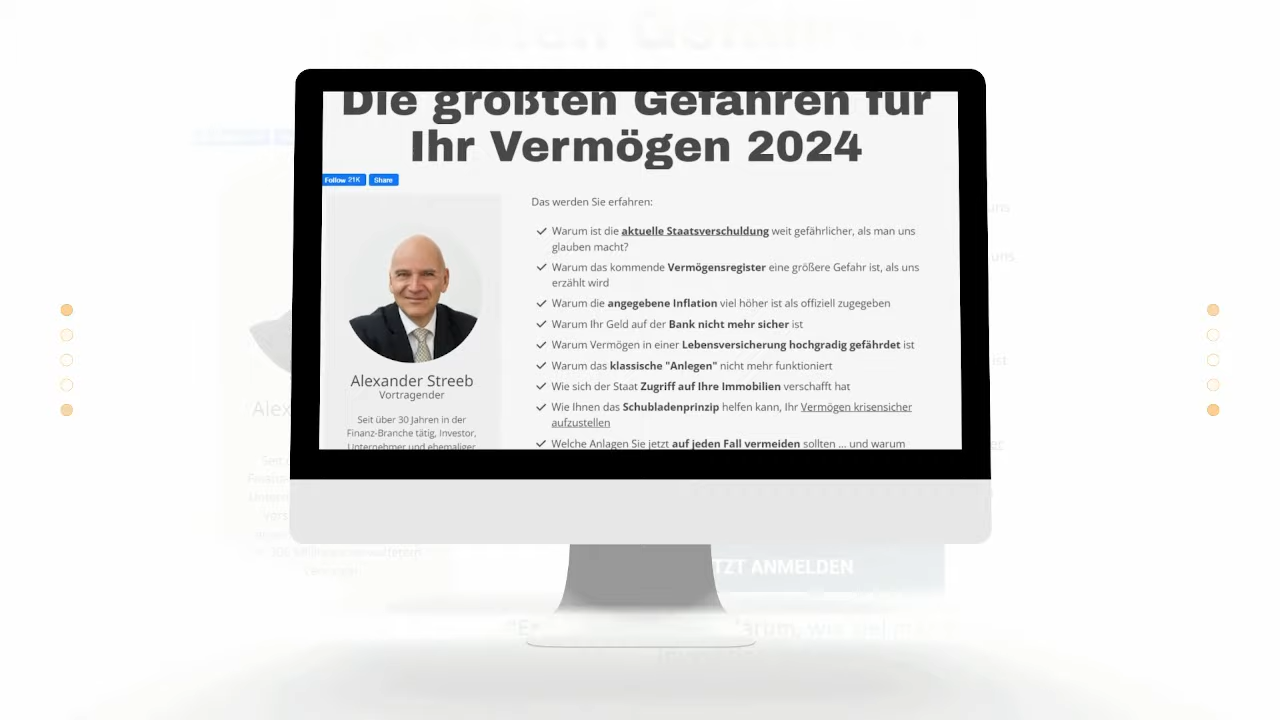 Die größten Gefahren für
Ihr Vermögen 2024
Follow 21K Share
Das werden Sie erfahren:
Warum ist die aktuelle Staatsverschuldung weit gefährlicher, als man uns
glauben macht?
Warum das kommende Vermögensregister eine größere Gefahr ist, als uns
erzählt wird
Warum die angegebene Inflation viel höher ist als offiziell zugegeben
Warum Ihr Geld auf der Bank nicht mehr sicher ist
Warum Vermögen in einer Lebensversicherung hochgradig gefährdet ist
Warum das klassische "Anlegen" nicht mehr funktioniert
Wie sich der Staat Zugriff auf Ihre Immobilien verschafft hat
Wie Ihnen das Schubladenprinzip helfen kann, Ihr Vermögen krisensicher
aufzustellen
Welche Anlagen Sie jetzt auf jeden Fall vermeiden sollten ... und warum
Alexander Streeb
Vortragender
Seit über 30 Jahren in der
Finanz-Branche tätig, Investor,
Unternehmer und ehemaliger
ANMELDEN